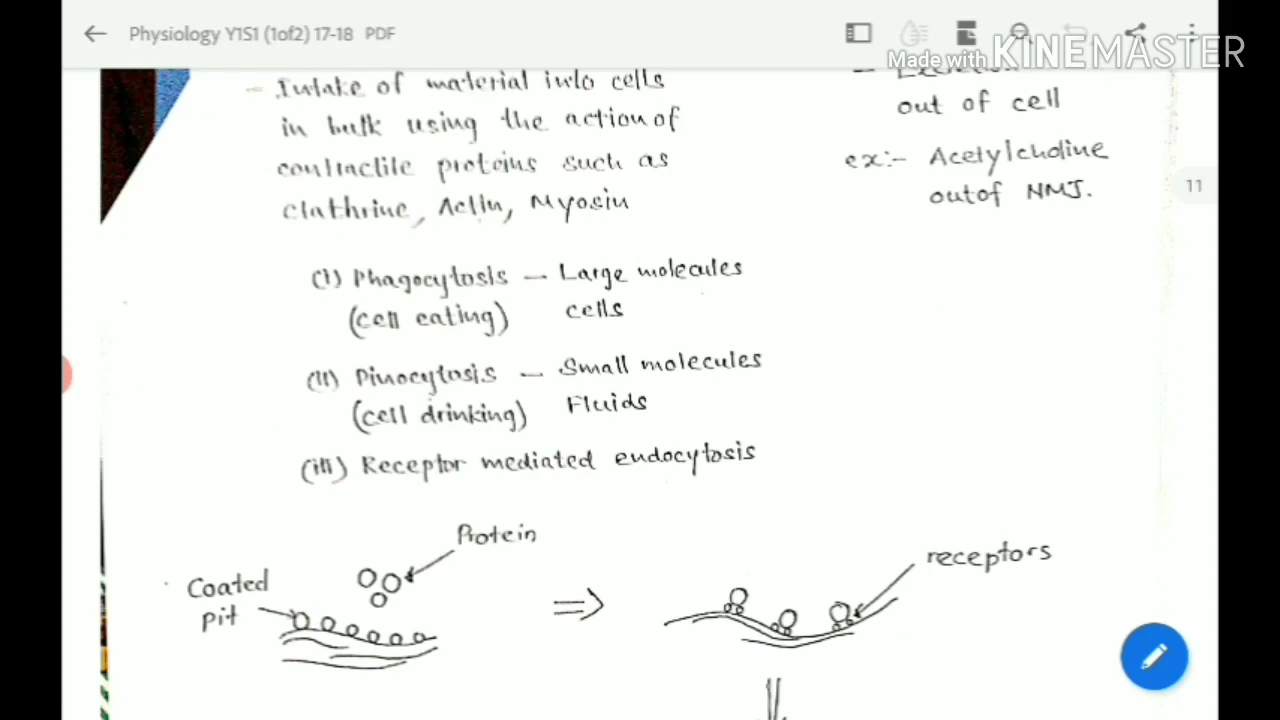 Physiology Y1S1 (1of2) 17-18 PDF
Made with KINEMASTER
- Intake of material into cells
in bulk using the action of
contractile proteins such as
Clathrine, Actin, Myosin
out of cell
ex:- Acetylcholine
out of NMJ.
11
(i) Phagocytosis - Large molecules
(cell eating) cells
(ii) Pinocytosis - Small molecules
(cell drinking) Fluids
(iii) Receptor mediated endocytosis
Protein
Coated
pit
receptors